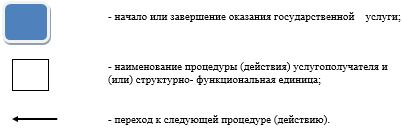 - начало или завершение оказания государственной услуги;
- наименование процедуры (действия) услугополучателя и
(или) структурно- функциональная единица;
- переход к следующей процедуре (действию).